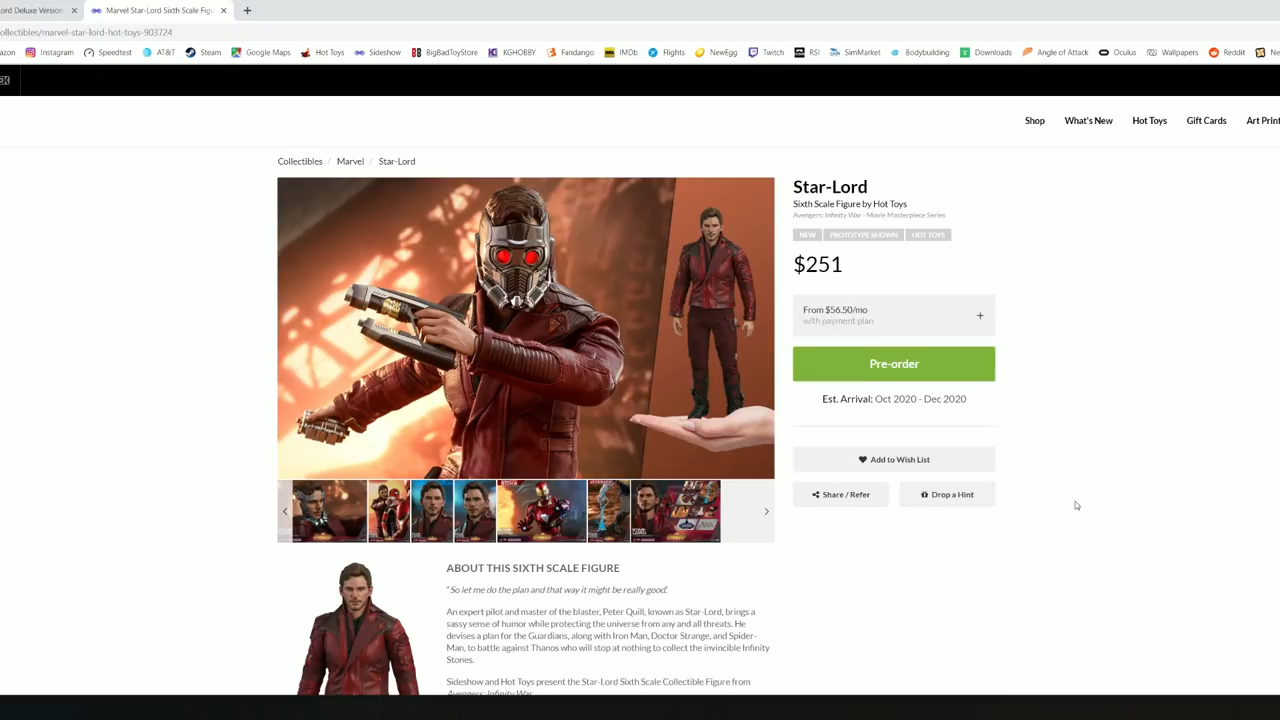 Lord Deluxe Version
Marvel Star-Lord Sixth Scale Figu
ollectibles/marvel-star-lord-hot-toys-903724
azon Instagram Speedtest AT&T Steam Google Maps Hot Toys Sideshow BigBadToyStore KGHOBBY Fandango IMDb Flights NewEgg Twitch RSI SimMarket Bodybuilding Downloads Angle of Attack Oculus Wallpapers Reddit Ne
Shop What's New Hot Toys Gift Cards Art Print
Collectibles / Marvel / Star-Lord
Star-Lord
Sixth Scale Figure by Hot Toys
Avengers: Infinity War - Movie Masterpiece Series
NEW PROTOTYPE SHOWN HOT TOYS
$251
From $56.50/mo
with payment plan
+
Pre-order
Est. Arrival: Oct 2020 - Dec 2020
Add to Wish List
Share / Refer
Drop a Hint
ABOUT THIS SIXTH SCALE FIGURE
"So let me do the plan and that way it might be really good."
An expert pilot and master of the blaster, Peter Quill, known as Star-Lord, brings a
sassy sense of humor while protecting the universe from any and all threats. He
devises a plan for the Guardians, along with Iron Man, Doctor Strange, and Spider-
Man, to battle against Thanos who will stop at nothing to collect the invincible Infinity
Stones.
Sideshow and Hot Toys present the Star-Lord Sixth Scale Collectible Figure from
Avengers: Infinity War.